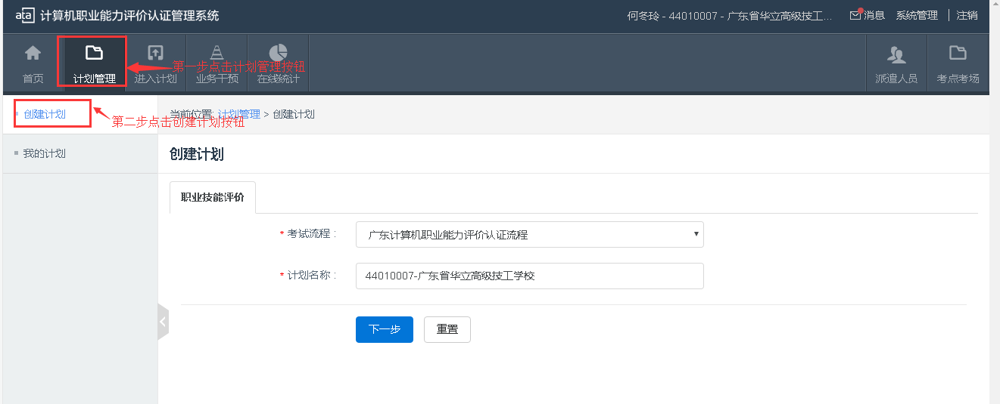 ata 计算机职业能力评价认证管理系统
何冬玲 - 44010007 - 广东省华立高级技工... 消息 系统管理 注销
首页 计划管理 进入计划 业务干预 在线统计 派遣人员 考点考场
第一步点击计划管理按钮
创建计划
当前位置: 计划管理 > 创建计划
第二步点击创建计划按钮
我的计划
创建计划
职业技能评价
* 考试流程 : 广东计算机职业能力评价认证流程
* 计划名称 : 44010007-广东省华立高级技工学校
下一步 重置